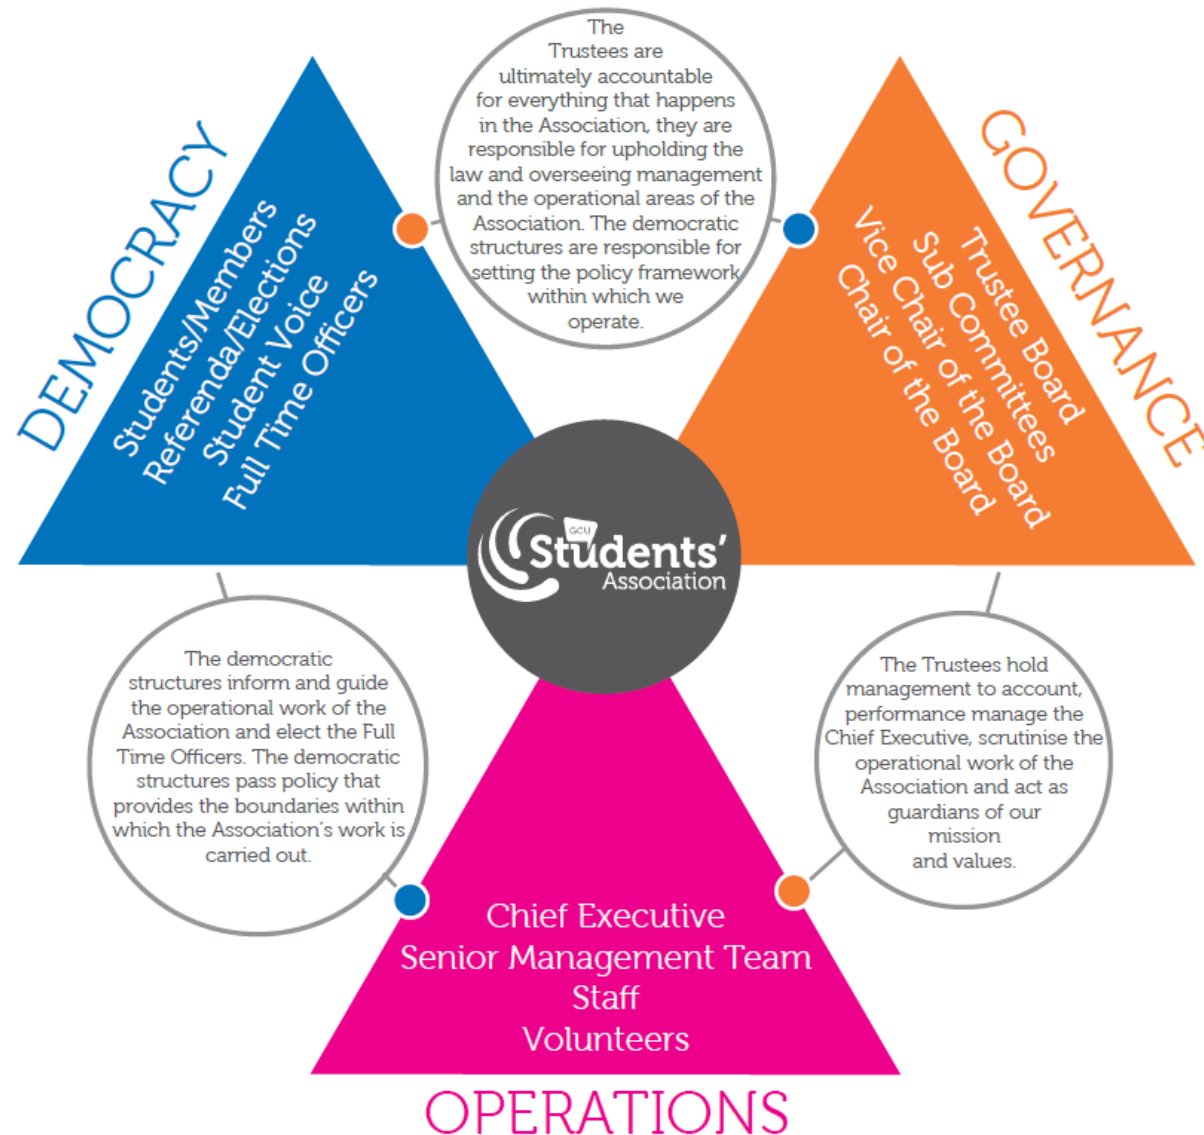 The
Trustees are
ultimately accountable
for everything that happens
in the Association, they are
responsible for upholding the
law and overseeing management
and the operational areas of the
Association. The democratic
structures are responsible for
setting the policy framework
within which we
operate.
DEMOCRACY
Students/Members
Referenda/Elections
Student Voice
Full Time Officers
GOVERNANCE
Trustee Board
Sub Committees
Vice Chair of the Board
Chair of the Board
GCU
Students'
Association
The democratic
structures inform and guide
the operational work of the
Association and elect the Full
Time Officers. The democratic
structures pass policy that
provides the boundaries within
which the Association's work is
carried out.
The Trustees hold
management to account,
performance manage the
Chief Executive, scrutinise the
operational work of the
Association and act as
guardians of our
mission
and values.
Chief Executive
Senior Management Team
Staff
Volunteers
OPERATIONS